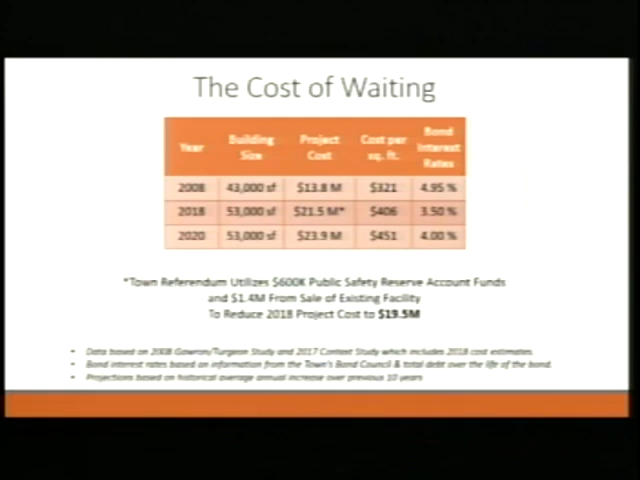 The Cost of Waiting
Year Building Size Project Cost Cost per sq. ft. Bond Interest Rates
2008 43,000 sf $13.8 M $321 4.95 %
2018 53,000 sf $21.5 M* $406 3.50 %
2020 53,000 sf $23.9 M $451 4.00 %
*Town Referendum Utilizes $600K Public Safety Reserve Account Funds
and $1.4M From Sale of Existing Facility
To Reduce 2018 Project Cost to $19.5M
• Data based on 2008 Gawron/Turgeon Study and 2017 Context Study which includes 2018 cost estimates.
• Bond interest rates based on information from the Town's Bond Council & total debt over the life of the bond.
• Projections based on historical average annual increase over previous 10 years